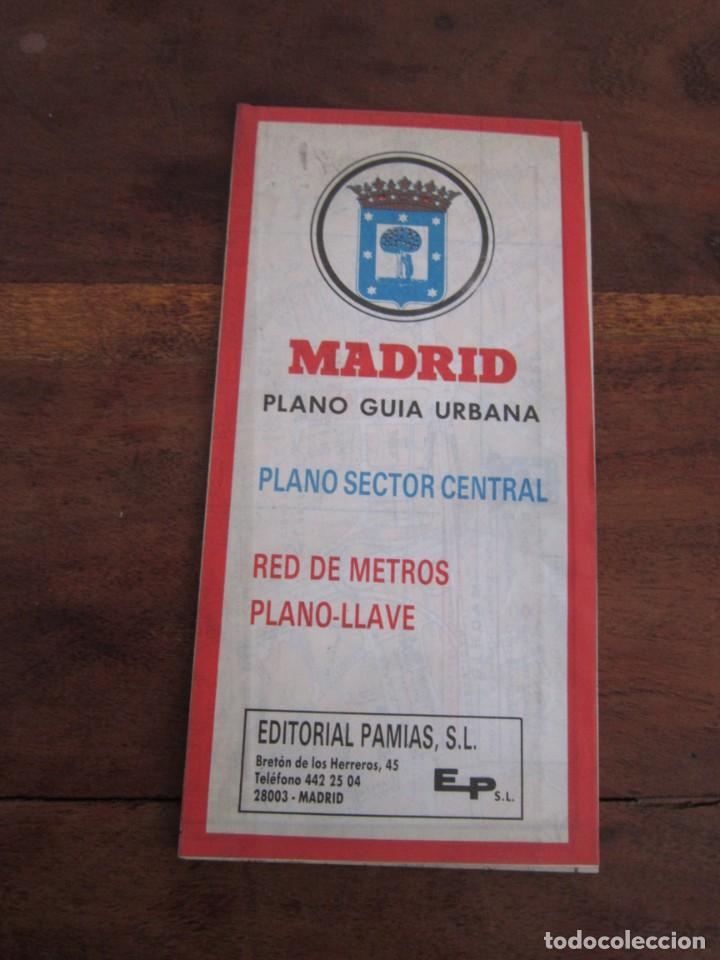 MADRID
PLANO GUIA URBANA
PLANO SECTOR CENTRAL
RED DE METROS
PLANO-LLAVE
EDITORIAL PAMIAS, S.L.
Bretón de los Herreros, 45
Teléfono 442 25 04
28003 - MADRID
EP S.L.
todocoleccion